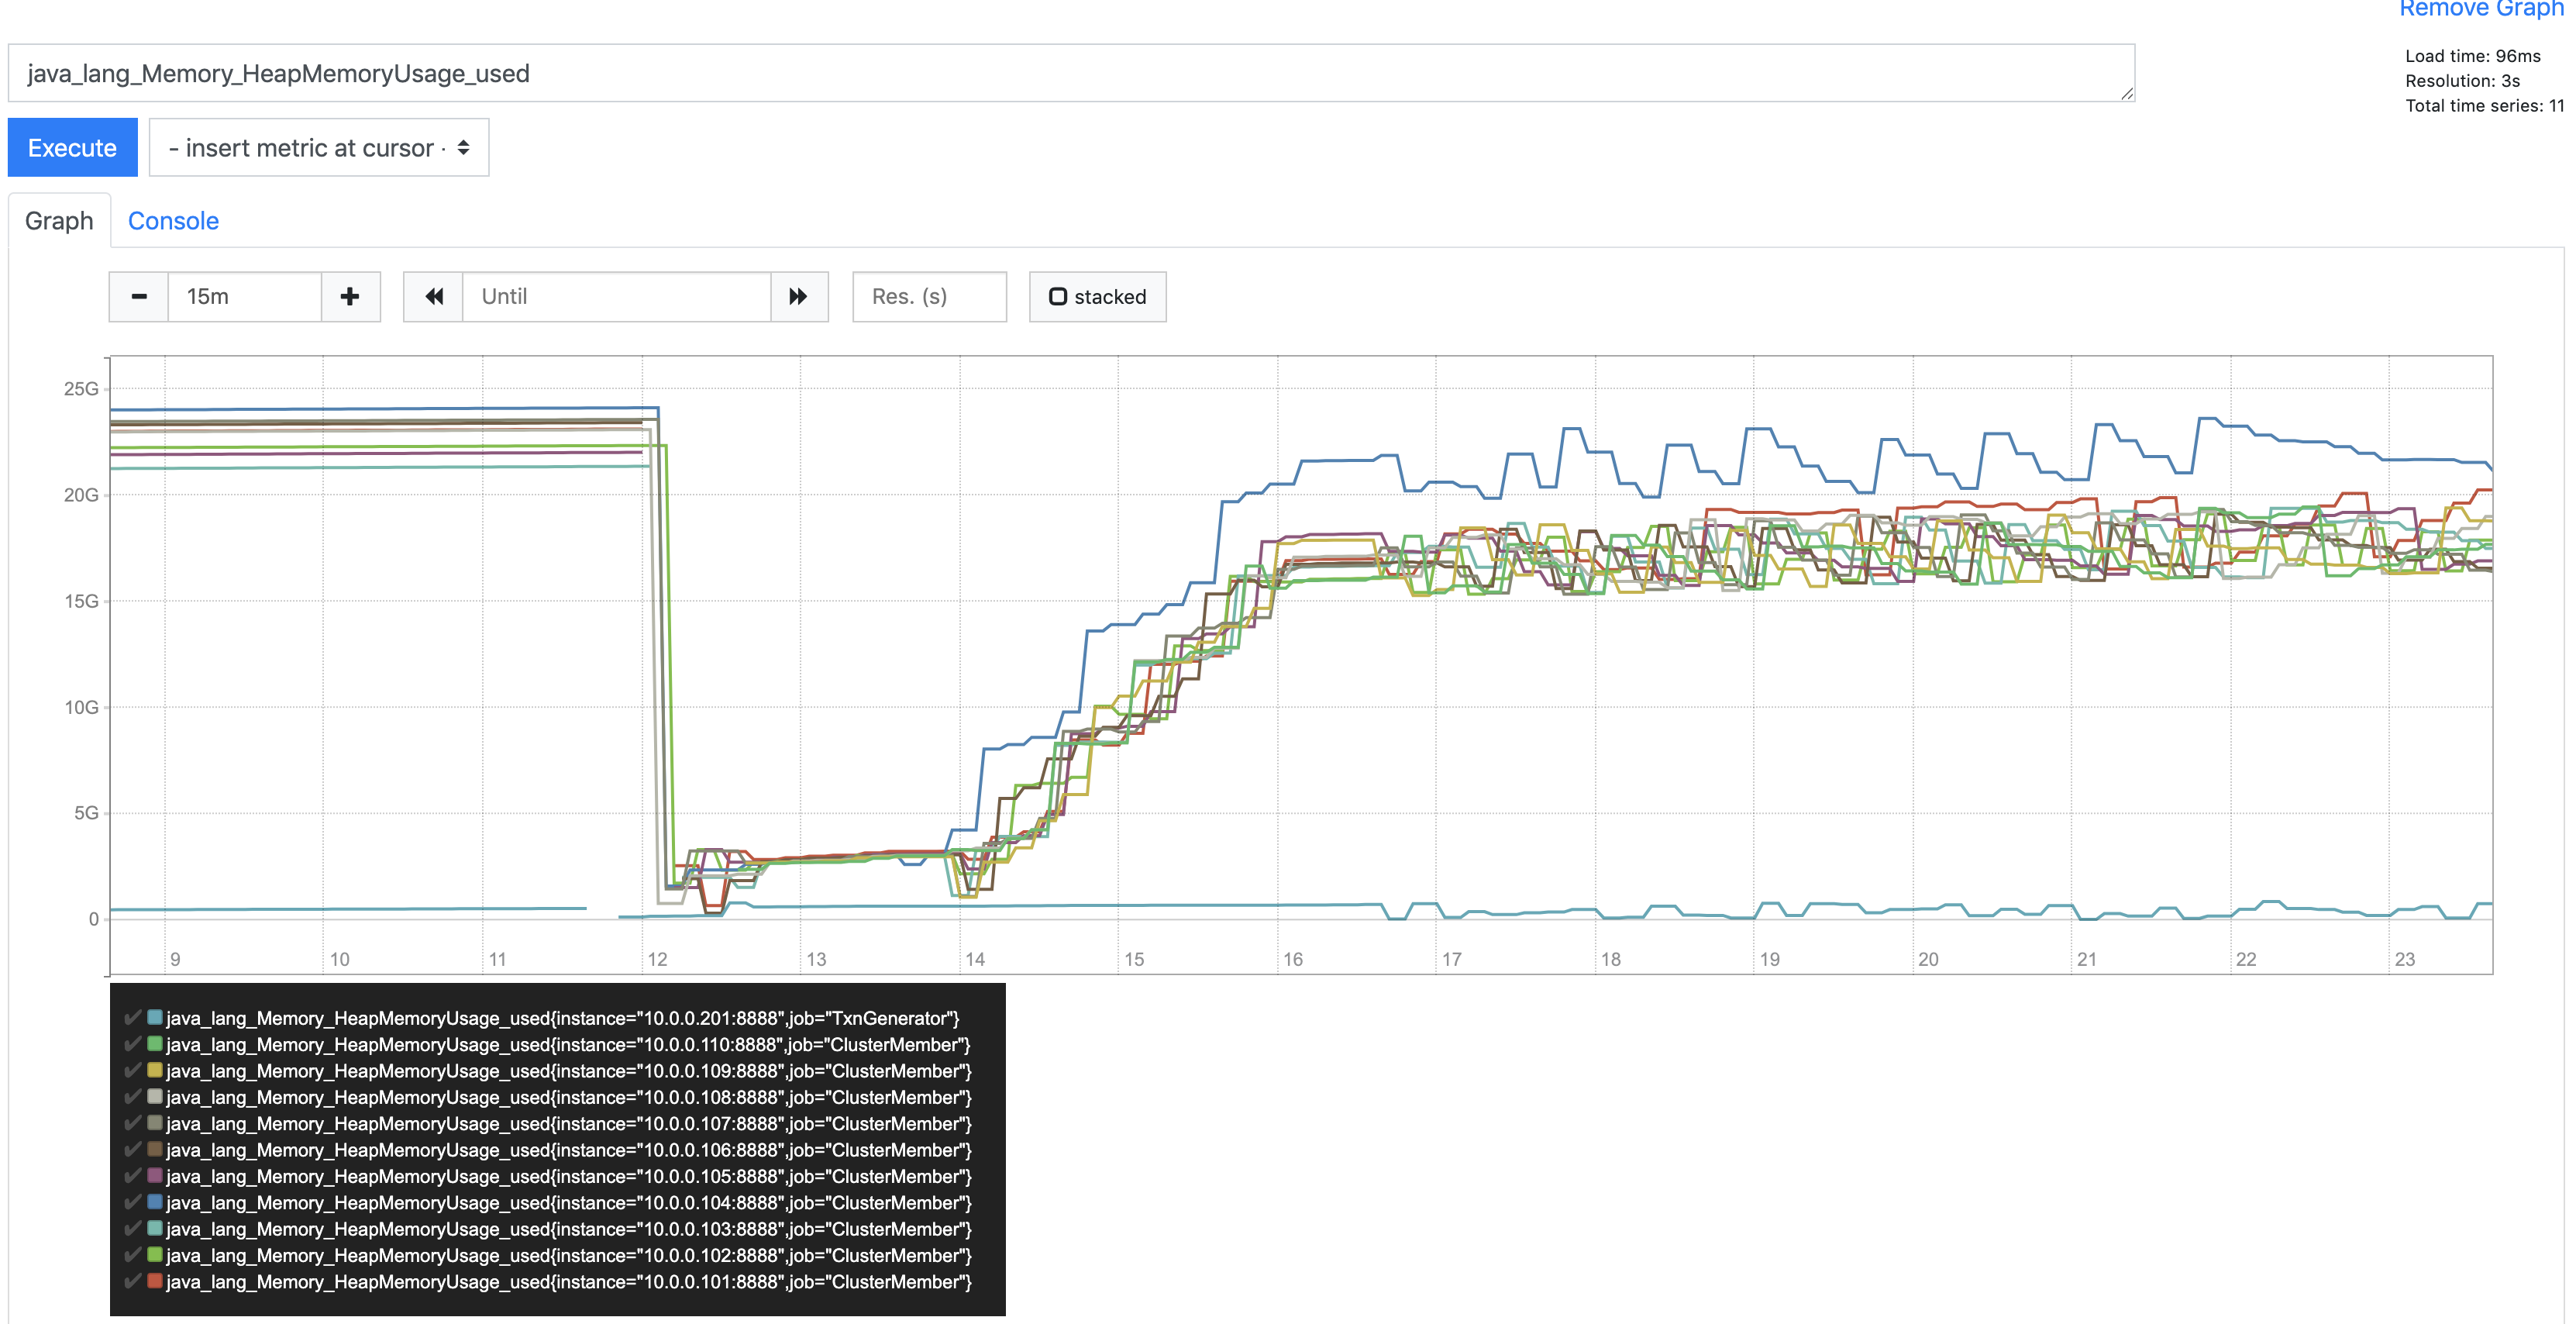 Remove Graph
java_lang_Memory_HeapMemoryUsage_used
Load time: 96ms
Resolution: 3s
Total time series: 11
Execute
- insert metric at cursor -
Graph Console
15m Until Res. (s) stacked
25G
20G
15G
10G
5G
0
9 10 11 12 13 14 15 16 17 18 19 20 21 22 23
java_lang_Memory_HeapMemoryUsage_used{instance="10.0.0.201:8888",job="TxnGenerator"}
java_lang_Memory_HeapMemoryUsage_used{instance="10.0.0.110:8888",job="ClusterMember"}
java_lang_Memory_HeapMemoryUsage_used{instance="10.0.0.109:8888",job="ClusterMember"}
java_lang_Memory_HeapMemoryUsage_used{instance="10.0.0.108:8888",job="ClusterMember"}
java_lang_Memory_HeapMemoryUsage_used{instance="10.0.0.107:8888",job="ClusterMember"}
java_lang_Memory_HeapMemoryUsage_used{instance="10.0.0.106:8888",job="ClusterMember"}
java_lang_Memory_HeapMemoryUsage_used{instance="10.0.0.105:8888",job="ClusterMember"}
java_lang_Memory_HeapMemoryUsage_used{instance="10.0.0.104:8888",job="ClusterMember"}
java_lang_Memory_HeapMemoryUsage_used{instance="10.0.0.103:8888",job="ClusterMember"}
java_lang_Memory_HeapMemoryUsage_used{instance="10.0.0.102:8888",job="ClusterMember"}
java_lang_Memory_HeapMemoryUsage_used{instance="10.0.0.101:8888",job="ClusterMember"}